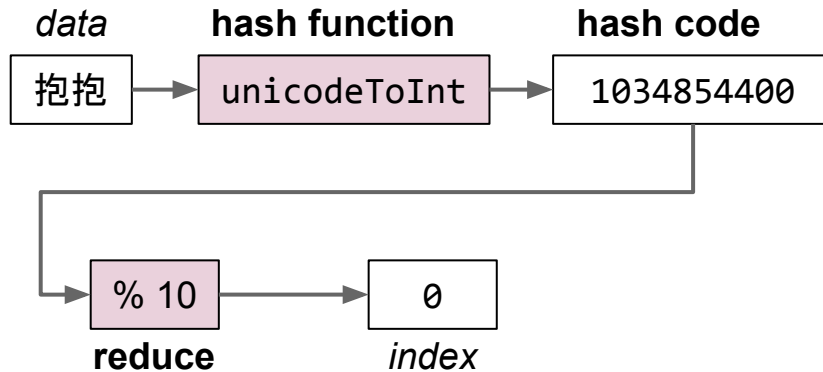 data hash function hash code
抱抱 unicodeToInt 1034854400
% 10 0
reduce index